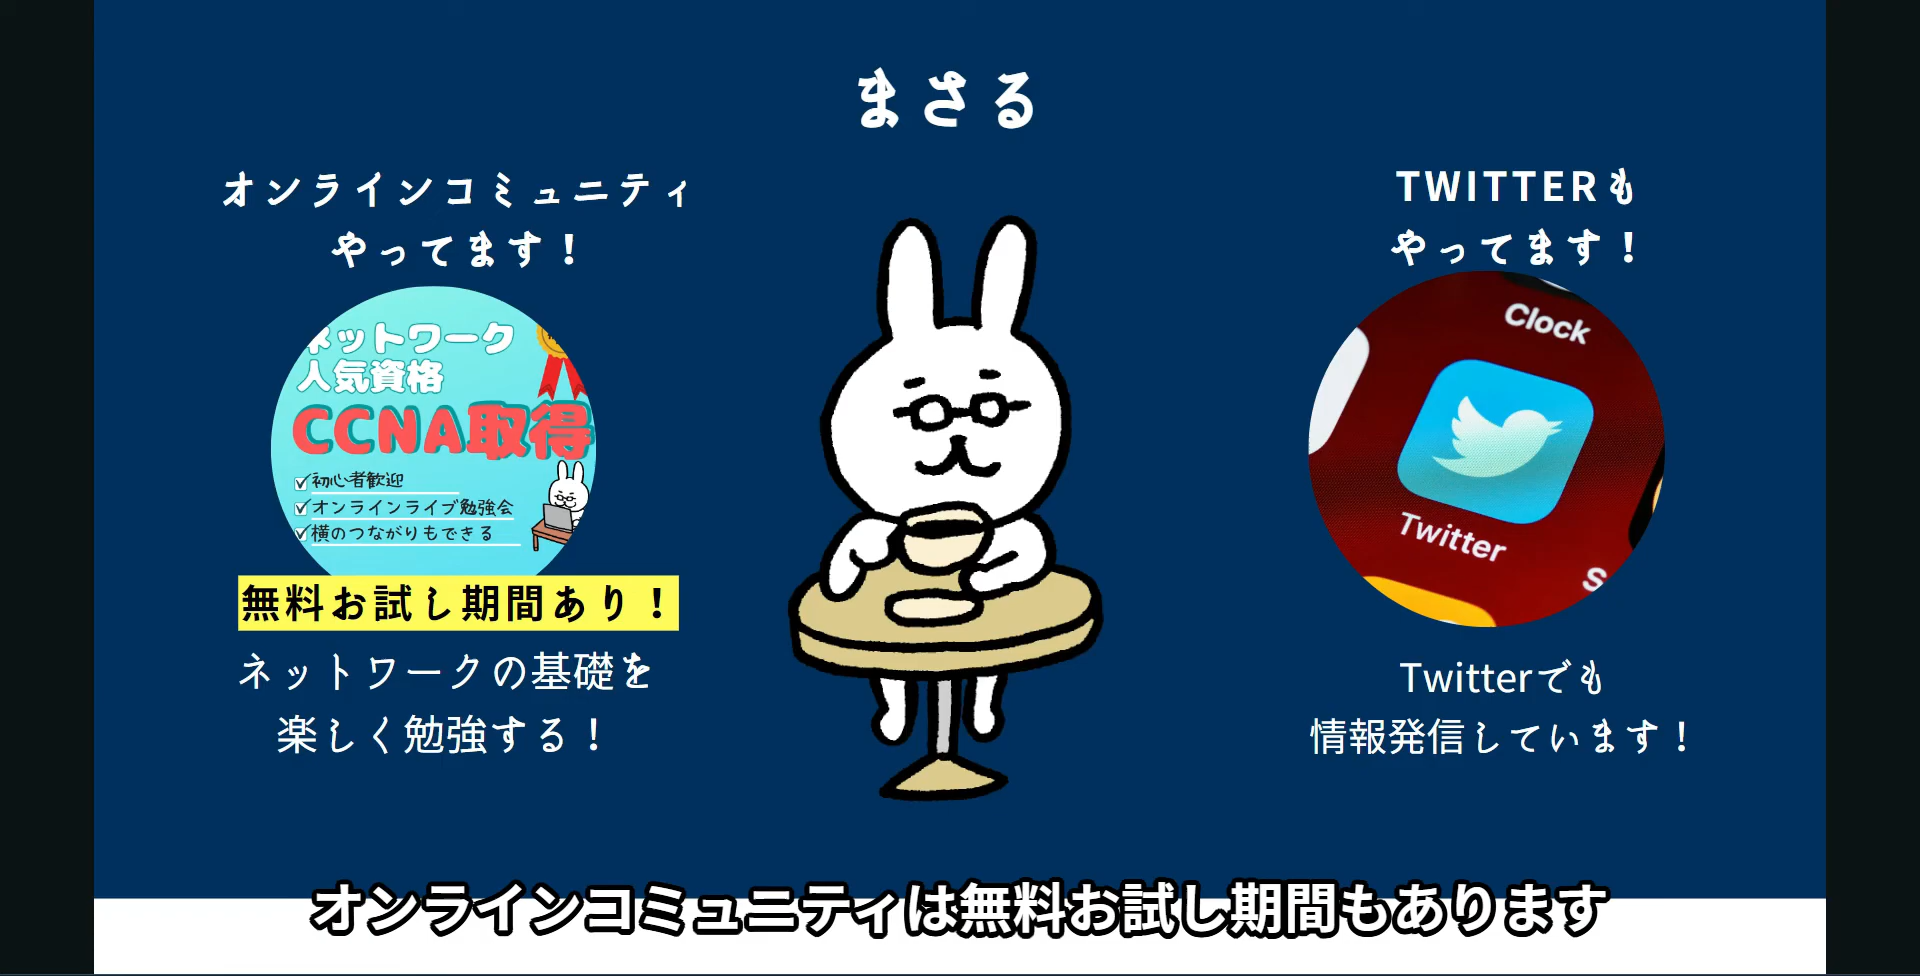 まさる
オンラインコミュニティ
やってます！
ネットワーク
人気資格
CCNA取得
初心者歓迎
オンラインライブ勉強会
横のつながりもできる
無料お試し期間あり！
ネットワークの基礎を
楽しく勉強する！
TWITTERも
やってます！
Clock
Twitter
S
Twitterでも
情報発信しています！
オンラインコミュニティは無料お試し期間もあります